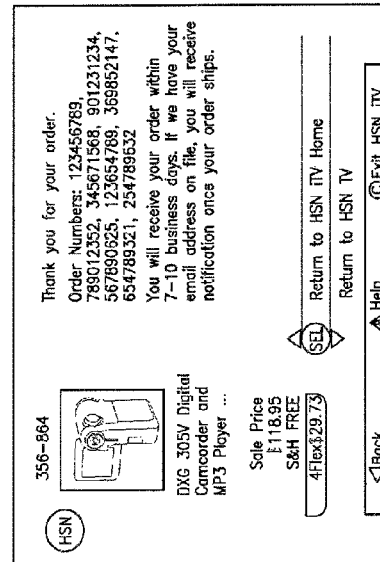 HSN
356-864
DXG 305V Digital
Camcorder and
MP3 Player ...
Sale Price
$118.95
S&H FREE
4Flex$29.73
Thank you for your order.
Order Numbers: 123456789,
789012352, 345671568, 901231234,
567890625, 123654789, 369852147,
654789321, 254789632
You will receive your order within
7-10 business days. If we have your
email address on file, you will receive
notification once your order ships.
SEL
Return to HSN iTV Home
Return to HSN TV
Back
Help
Exit HSN iTV